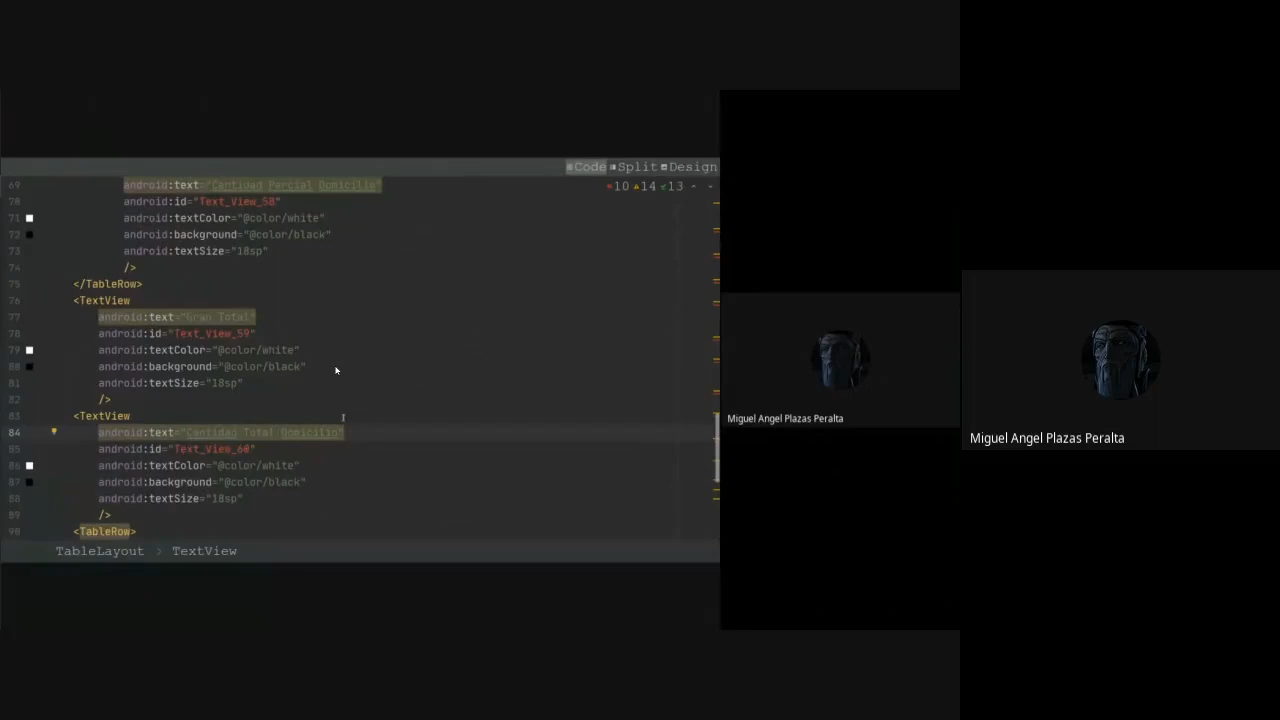 Code Split Design
69 android:text="Cantidad Parcial Domicilio"
10 14 13
70 android:id="Text_View_58"
71 android:textColor="@color/white"
72 android:background="@color/black"
73 android:textSize="18sp"
74 />
75 </TableRow>
76 <TextView
77 android:text="Gran Total"
78 android:id="Text_View_59"
79 android:textColor="@color/white"
80 android:background="@color/black"
81 android:textSize="18sp"
82 />
83 <TextView
84 android:text="Cantidad Total Domicilio"
85 android:id="Text_View_60"
86 android:textColor="@color/white"
87 android:background="@color/black"
88 android:textSize="18sp"
89 />
90 <TableRow>
TableLayout > TextView
Miguel Angel Plazas Peralta
Miguel Angel Plazas Peralta